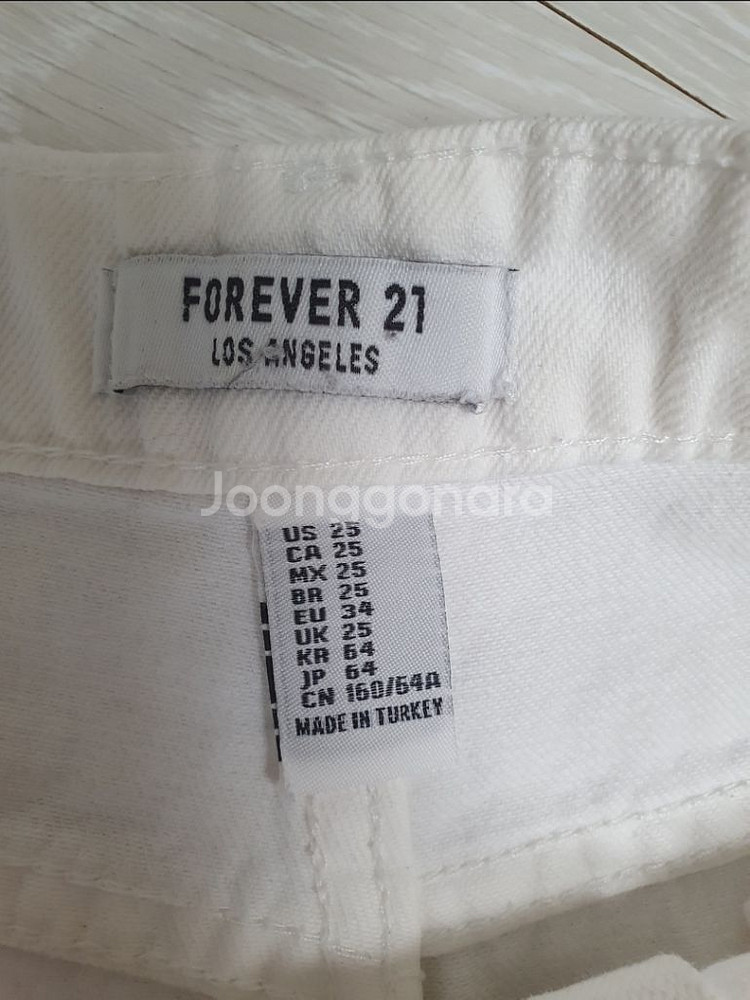 FOREVER 21
LOS ANGELES
Joonggonara
US 25
CA 25
MX 25
BR 25
EU 34
UK 25
KR 64
JP 64
CN 160/64A
MADE IN TURKEY